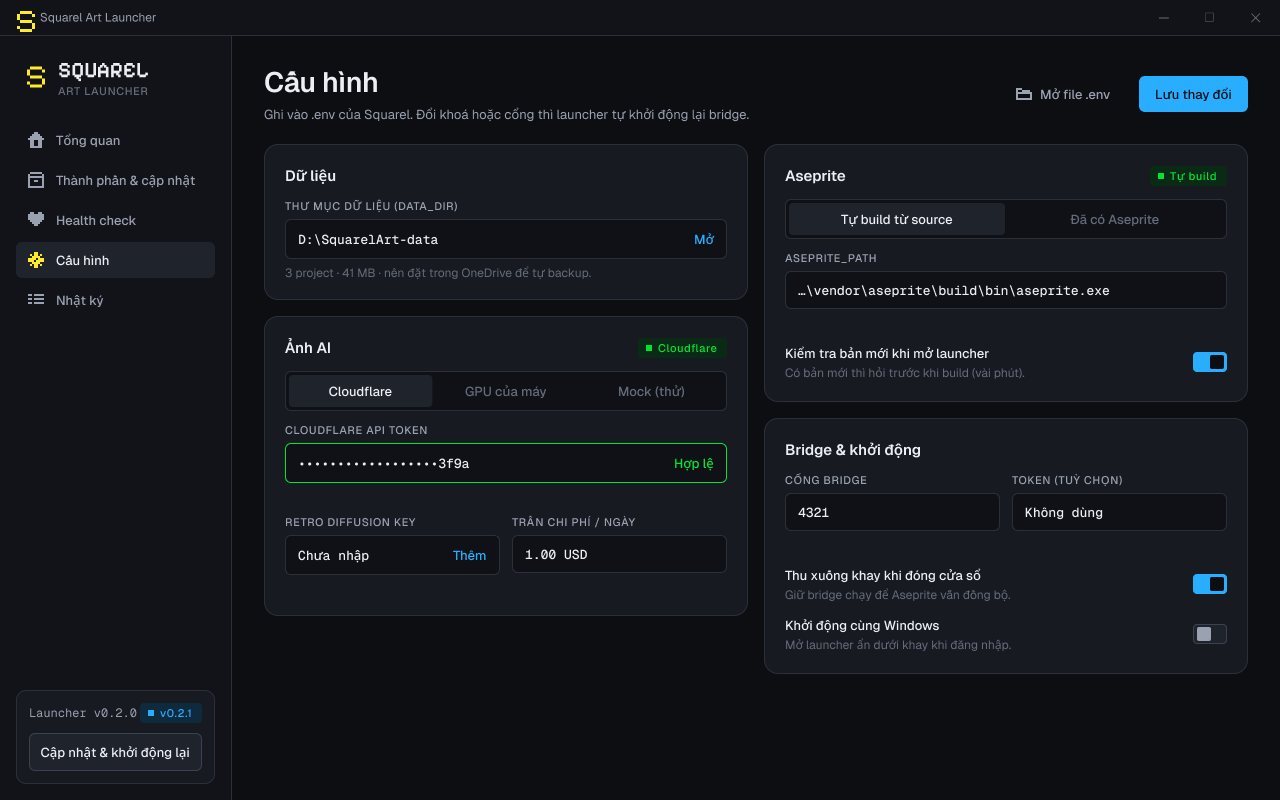 Squarel Art Launcher
SQUAREL
ART LAUNCHER
Tổng quan
Thành phần & cập nhật
Health check
Cấu hình
Nhật ký
Launcher v0.2.0
v0.2.1
Cập nhật & khởi động lại
Cấu hình
Ghi vào .env của Squarel. Đổi khoá hoặc cổng thì launcher tự khởi động lại bridge.
Mở file .env
Lưu thay đổi
Dữ liệu
THƯ MỤC DỮ LIỆU (DATA_DIR)
D:\SquarelArt-data
Mở
3 project · 41 MB · nên đặt trong OneDrive để tự backup.
Ảnh AI
Cloudflare
Cloudflare
GPU của máy
Mock (thử)
CLOUDFLARE API TOKEN
••••••••••••••••••3f9a
Hợp lệ
RETRO DIFFUSION KEY
Chưa nhập
Thêm
TRẦN CHI PHÍ / NGÀY
1.00 USD
Aseprite
Tự build
Tự build từ source
Đã có Aseprite
ASEPRITE_PATH
…\vendor\aseprite\build\bin\aseprite.exe
Kiểm tra bản mới khi mở launcher
Có bản mới thì hỏi trước khi build (vài phút).
Bridge & khởi động
CỔNG BRIDGE
4321
TOKEN (TUỲ CHỌN)
Không dùng
Thu xuống khay khi đóng cửa sổ
Giữ bridge chạy để Aseprite vẫn đồng bộ.
Khởi động cùng Windows
Mở launcher ẩn dưới khay khi đăng nhập.